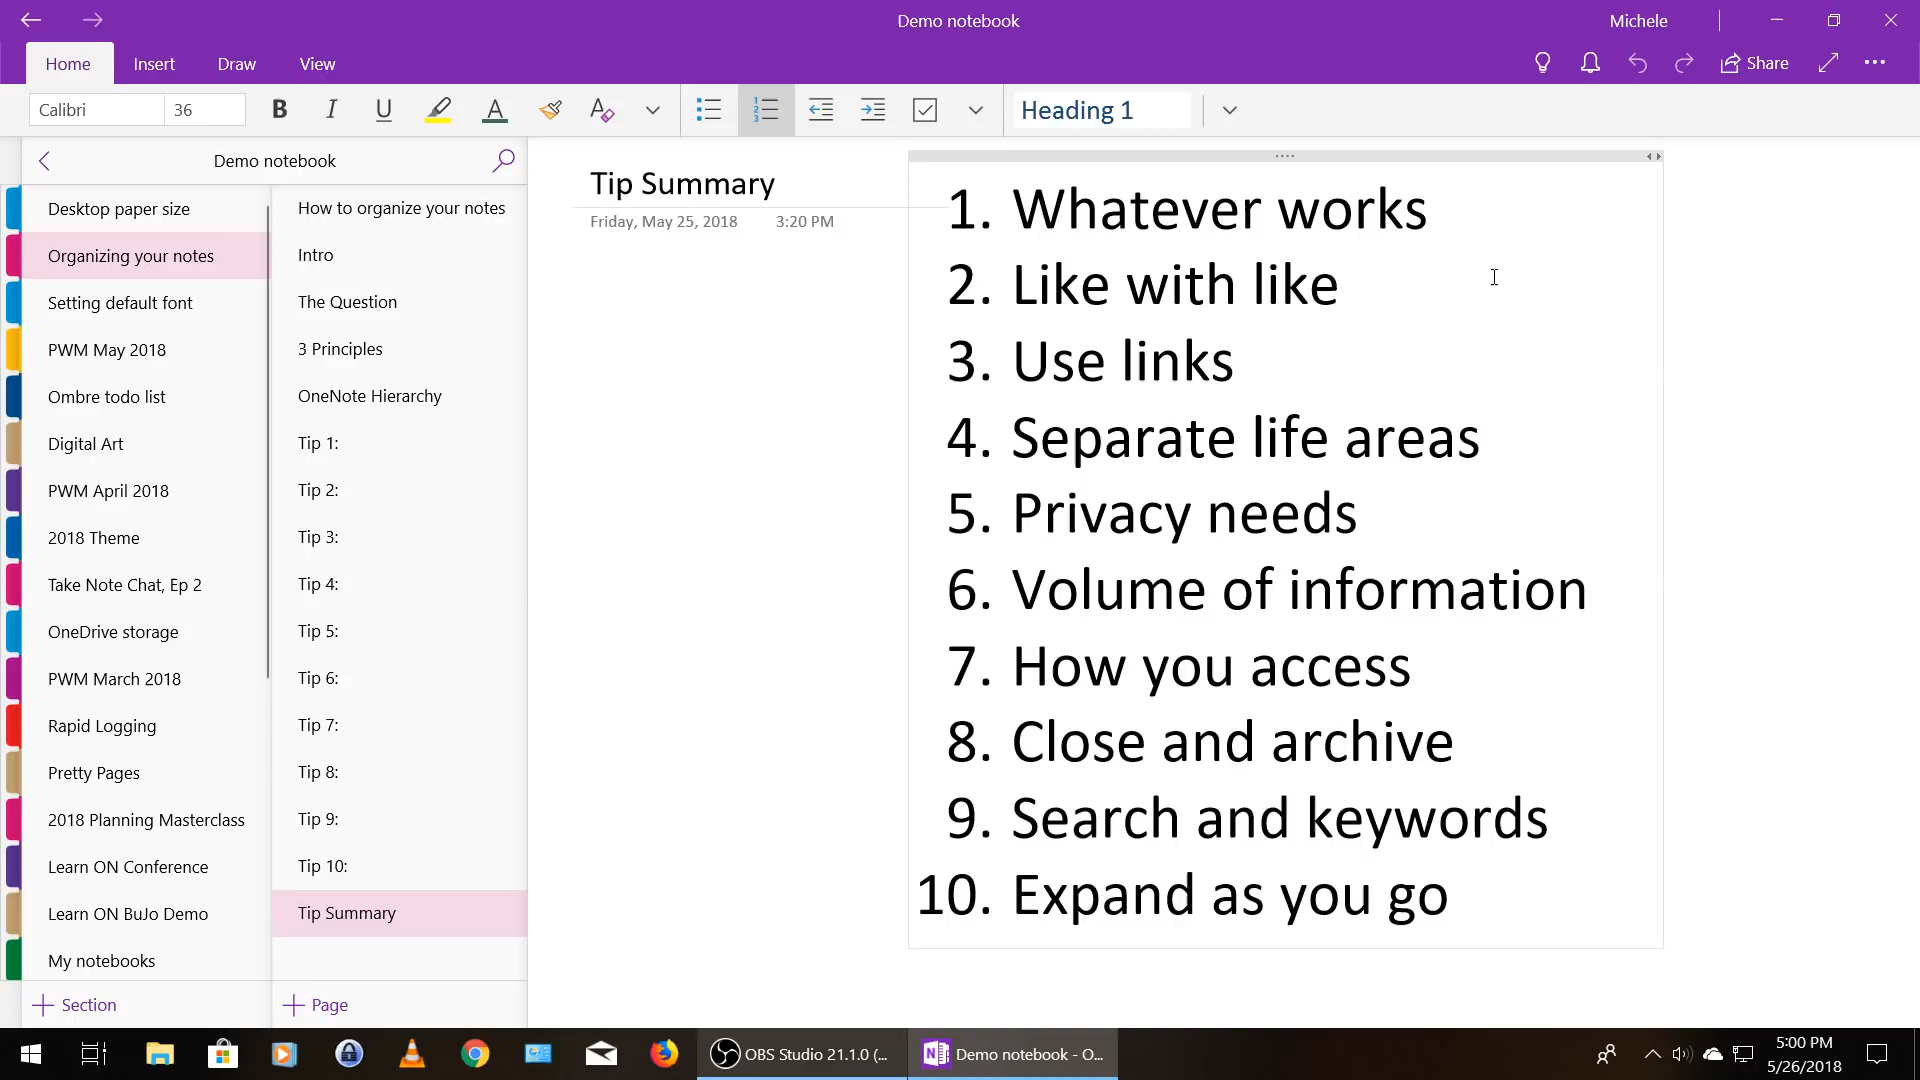 Demo notebook
Michele
Home Insert Draw View
Share
Calibri 36 B I U A A Heading 1
Demo notebook
Desktop paper size
Organizing your notes
Setting default font
PWM May 2018
Ombre todo list
Digital Art
PWM April 2018
2018 Theme
Take Note Chat, Ep 2
OneDrive storage
PWM March 2018
Rapid Logging
Pretty Pages
2018 Planning Masterclass
Learn ON Conference
Learn ON BuJo Demo
My notebooks
Section
How to organize your notes
Intro
The Question
3 Principles
OneNote Hierarchy
Tip 1:
Tip 2:
Tip 3:
Tip 4:
Tip 5:
Tip 6:
Tip 7:
Tip 8:
Tip 9:
Tip 10:
Tip Summary
Page
Tip Summary
Friday, May 25, 2018 3:20 PM
1. Whatever works
2. Like with like
3. Use links
4. Separate life areas
5. Privacy needs
6. Volume of information
7. How you access
8. Close and archive
9. Search and keywords
10. Expand as you go
OBS Studio 21.1.0 (...
Demo notebook - O...
5:00 PM
5/26/2018